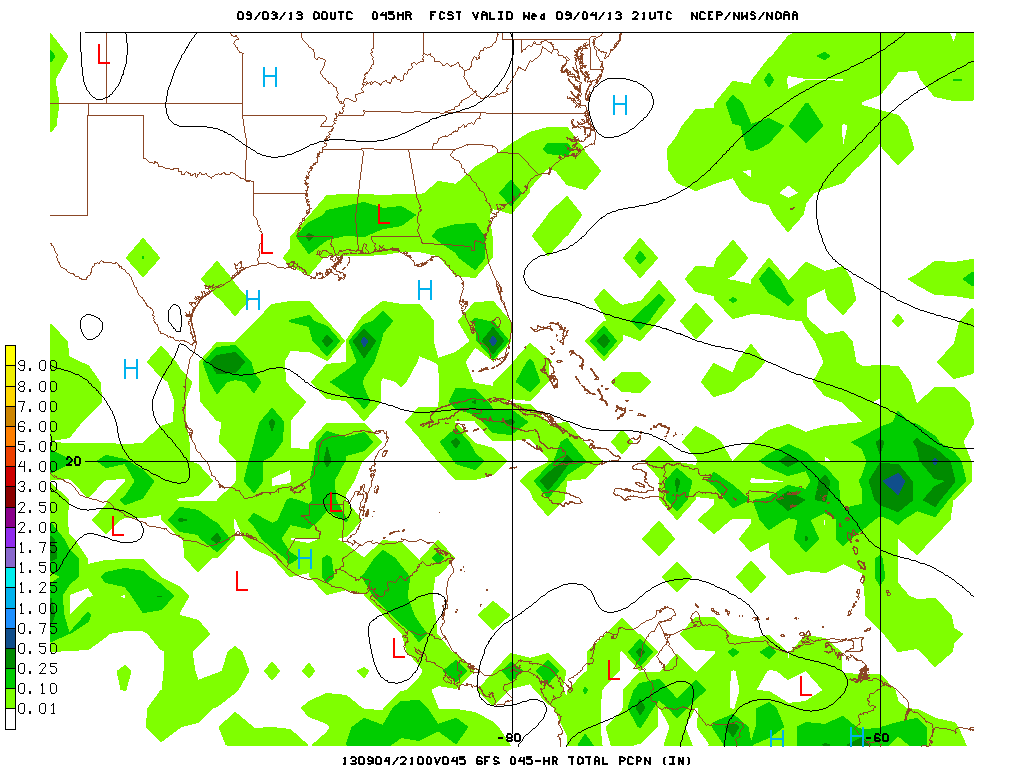 09/03/13 00UTC 045HR FCST VALID Wed 09/04/13 21UTC NCEP/NWS/NOAA
L
H
H
L
L
H
H
H
9.00
8.00
7.00
6.00
5.00
4.00
3.00
2.50
2.00
1.75
1.50
1.25
1.00
0.75
0.50
0.25
0.10
0.01
20
L
L
H
L
L
L
L
H
H
-80
-60
130904/2100V045 GFS 045-HR TOTAL PCPN (IN)